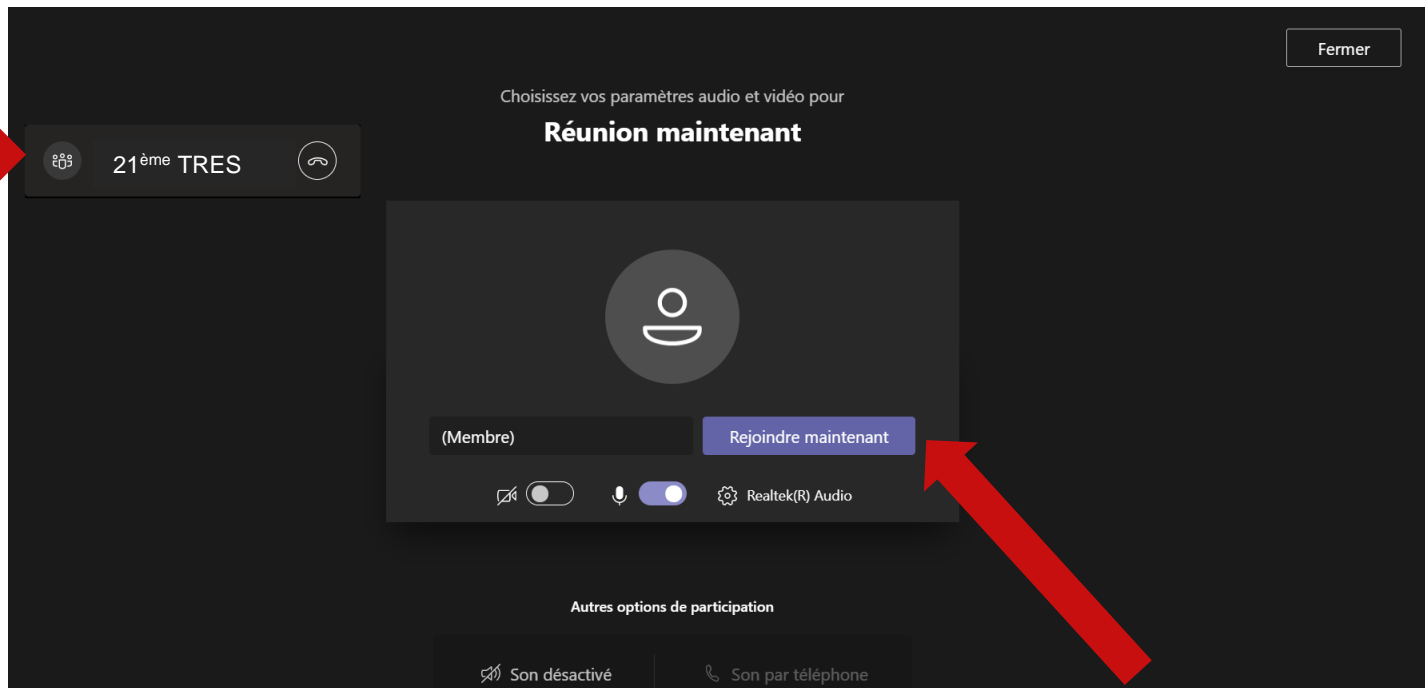 Fermer
Choisissez vos paramètres audio et vidéo pour
Réunion maintenant
21ème TRES
(Membre)
Rejoindre maintenant
Realtek(R) Audio
Autres options de participation
Son désactivé
Son par téléphone